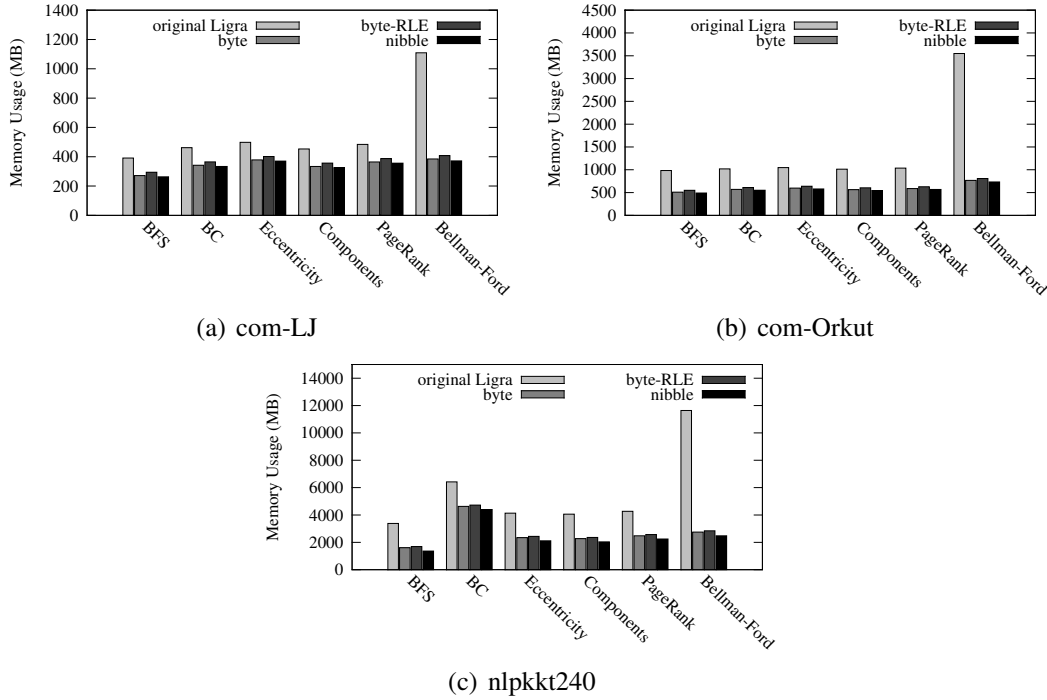 1400
1200
1000
800
600
400
200
0
Memory Usage (MB)
original Ligra
byte
byte-RLE
nibble
BFS
BC
Eccentricity
Components
PageRank
Bellman-Ford
(a) com-LJ
4500
4000
3500
3000
2500
2000
1500
1000
500
0
Memory Usage (MB)
original Ligra
byte
byte-RLE
nibble
BFS
BC
Eccentricity
Components
PageRank
Bellman-Ford
(b) com-Orkut
14000
12000
10000
8000
6000
4000
2000
0
Memory Usage (MB)
original Ligra
byte
byte-RLE
nibble
BFS
BC
Eccentricity
Components
PageRank
Bellman-Ford
(c) nlpkkt240